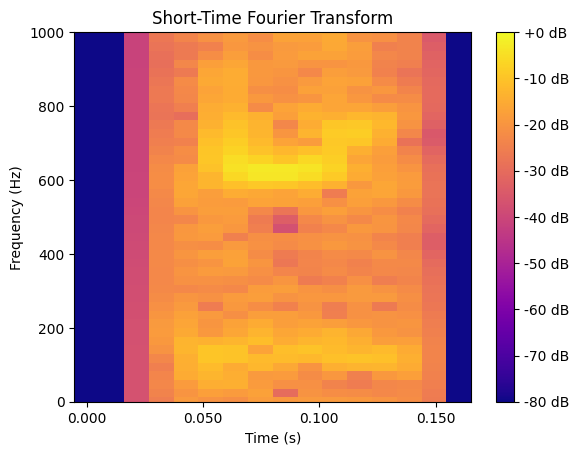 Short-Time Fourier Transform
Frequency (Hz)
1000
800
600
400
200
0
0.000
0.050
0.100
0.150
Time (s)
+0 dB
-10 dB
-20 dB
-30 dB
-40 dB
-50 dB
-60 dB
-70 dB
-80 dB